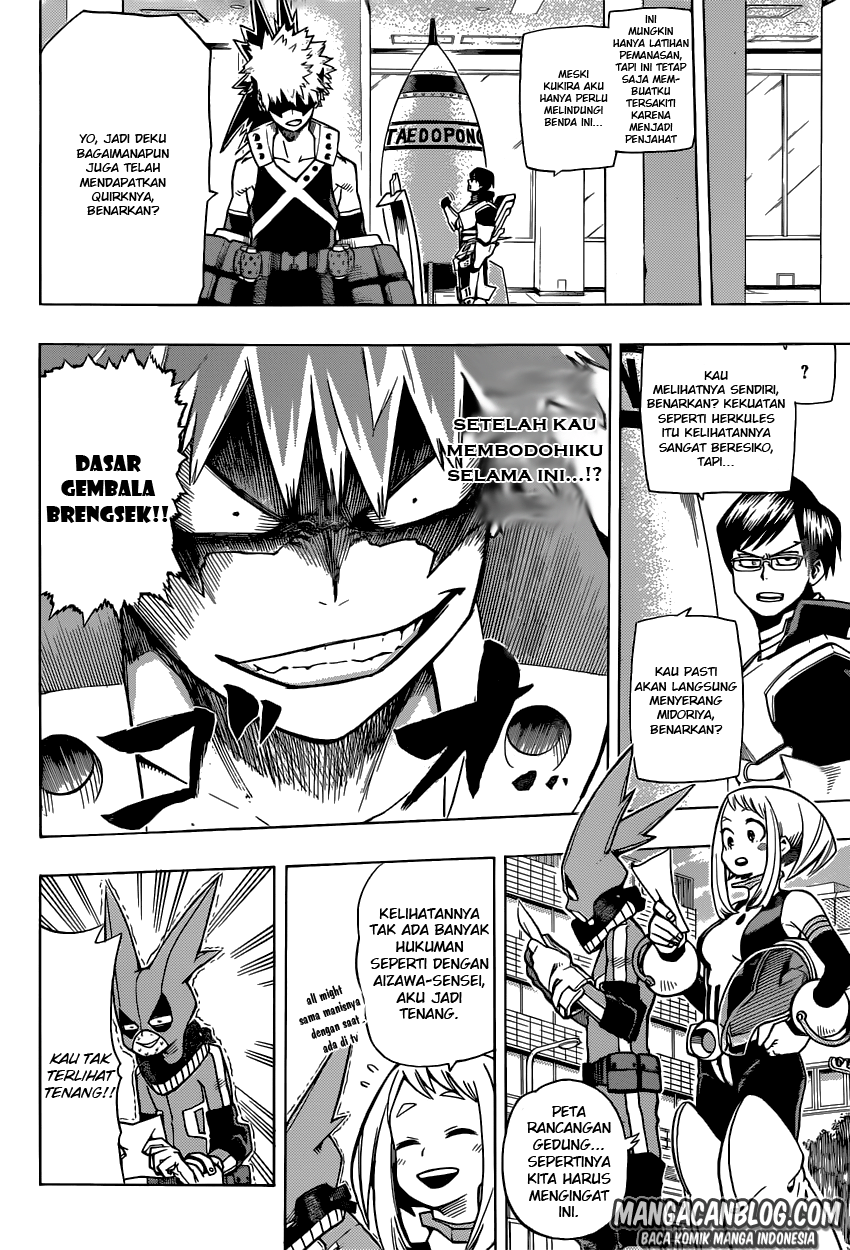 INI
MUNGKIN
HANYA LATIHAN
PEMANASAN,
TAPI INI TETAP
SAJA MEM-
BUATKU
TERSAKITI
KARENA
MENJADI
PENJAHAT
MESKI
KUKIRA AKU
HANYA PERLU
MELINDUNGI
BENDA INI...
TAEDOPONG
YO, JADI DEKU
BAGAIMANAPUN
JUGA TELAH
MENDAPATKAN
QUIRKNYA,
BENARKAN?
?
KAU
MELIHATNYA SENDIRI,
BENARKAN? KEKUATAN
SEPERTI HERKULES
ITU KELIHATANNYA
SANGAT BERESIKO,
TAPI...
KAU PASTI
AKAN LANGSUNG
MENYERANG
MIDORIYA,
BENARKAN?
SETELAH KAU
MEMBODOHIKU
SELAMA INI...!?
DASAR
GEMBALA
BRENGSEK!!
PETA
RANCANGAN
GEDUNG...
SEPERTINYA
KITA HARUS
MENGINGAT
INI.
KELIHATANNYA
TAK ADA BANYAK
HUKUMAN
SEPERTI DENGAN
AIZAWA-SENSEI,
AKU JADI
TENANG.
all might
sama manisnya
dengan saat
ada di tv
KAU TAK
TERLIHAT
TENANG!!
MANGACANBLOG.COM
BACA KOMIK MANGA INDONESIA